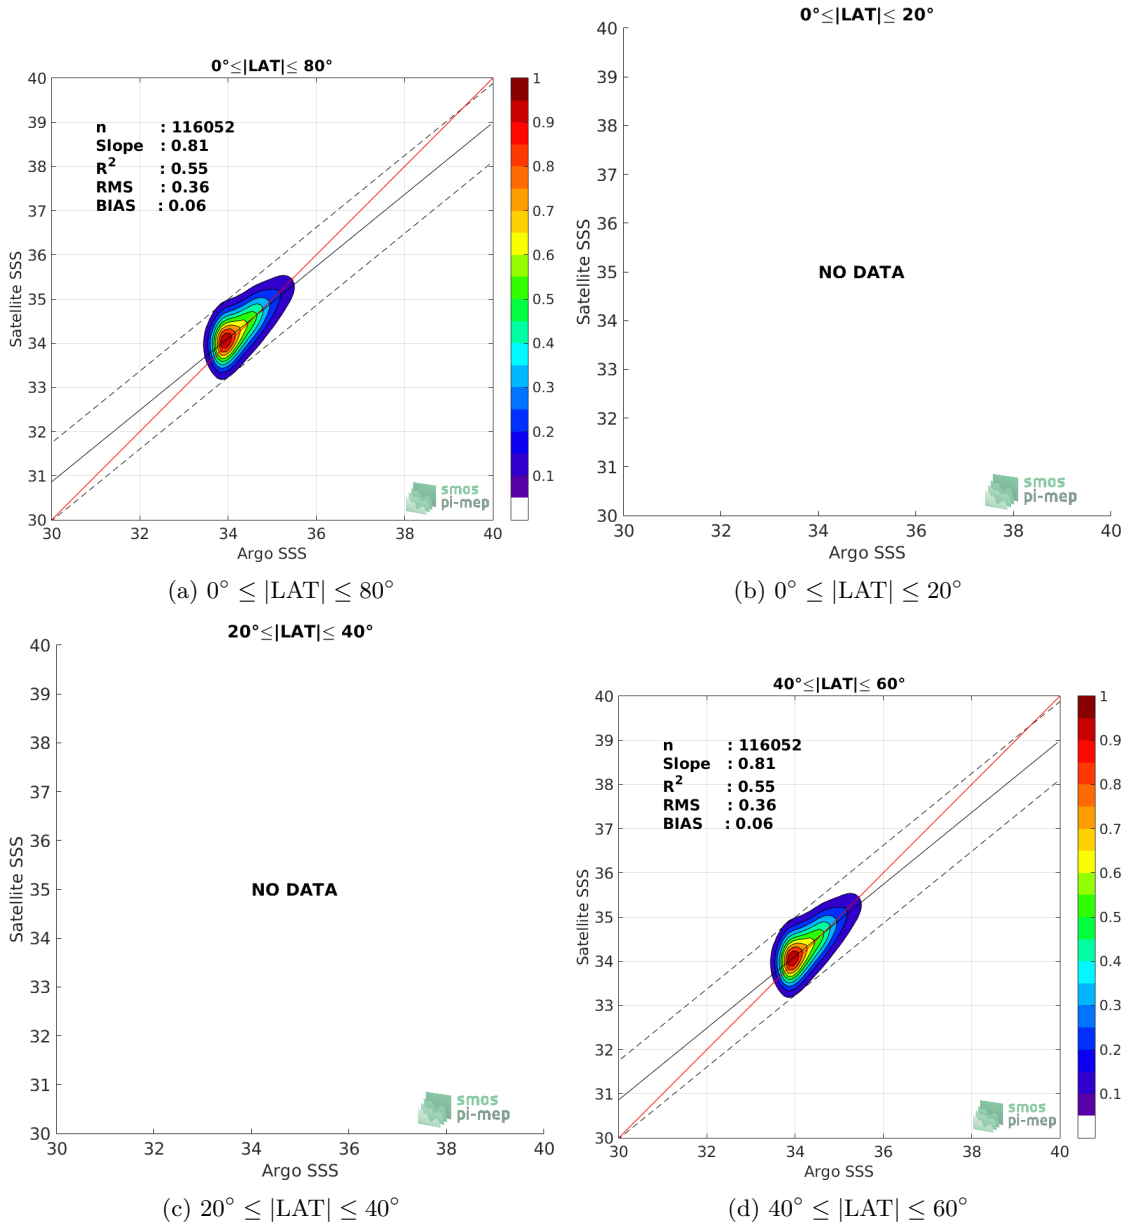 0°≤|LAT|≤ 80°
40
39
38
37
36
35
34
33
32
31
30
Satellite SSS
n : 116052
Slope : 0.81
R² : 0.55
RMS : 0.36
BIAS : 0.06
smos
pi-mep
30 32 34 36 38 40
Argo SSS
1
0.9
0.8
0.7
0.6
0.5
0.4
0.3
0.2
0.1
(a) 0° ≤ |LAT| ≤ 80°
0°≤|LAT|≤ 20°
40
39
38
37
36
35
34
33
32
31
30
Satellite SSS
NO DATA
smos
pi-mep
30 32 34 36 38 40
Argo SSS
(b) 0° ≤ |LAT| ≤ 20°
20°≤|LAT|≤ 40°
40
39
38
37
36
35
34
33
32
31
30
Satellite SSS
NO DATA
smos
pi-mep
30 32 34 36 38 40
Argo SSS
(c) 20° ≤ |LAT| ≤ 40°
40°≤|LAT|≤ 60°
40
39
38
37
36
35
34
33
32
31
30
Satellite SSS
n : 116052
Slope : 0.81
R² : 0.55
RMS : 0.36
BIAS : 0.06
smos
pi-mep
30 32 34 36 38 40
Argo SSS
1
0.9
0.8
0.7
0.6
0.5
0.4
0.3
0.2
0.1
(d) 40° ≤ |LAT| ≤ 60°